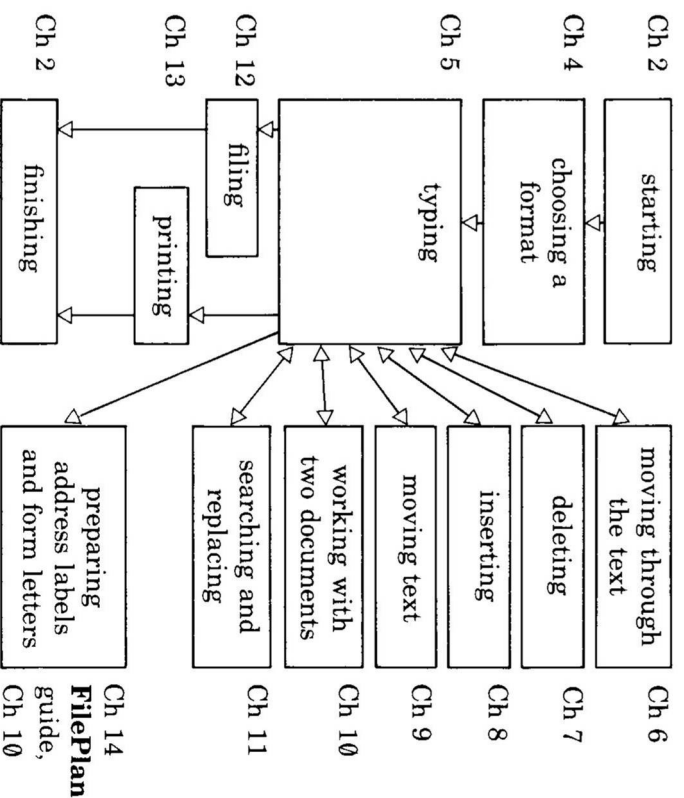 Ch 2
starting
Ch 4
choosing a
format
Ch 5
typing
Ch 12
filing
Ch 13
printing
Ch 2
finishing
moving through
the text
Ch 6
deleting
Ch 7
inserting
Ch 8
moving text
Ch 9
working with
two documents
Ch 10
searching and
replacing
Ch 11
preparing
address labels
and form letters
Ch 14
FilePlan
guide,
Ch 10